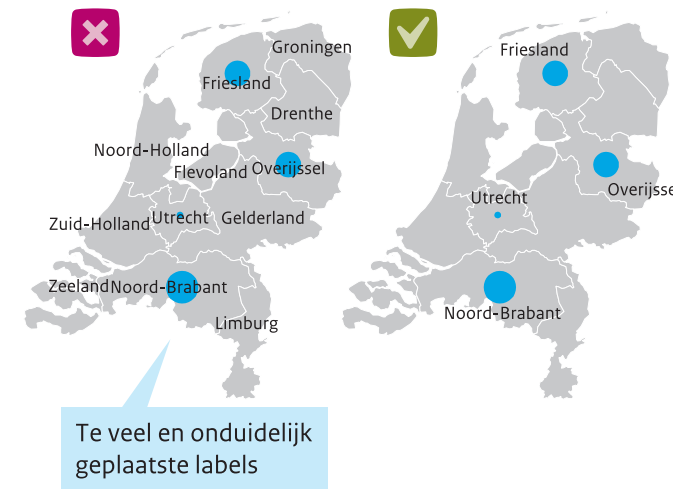 Groningen
Friesland
Drenthe
Noord-Holland
Flevoland
Overijssel
Zuid-Holland
Utrecht
Gelderland
Zeeland
Noord-Brabant
Limburg
Te veel en onduidelijk
geplaatste labels
Friesland
Utrecht
Overijsse
Noord-Brabant